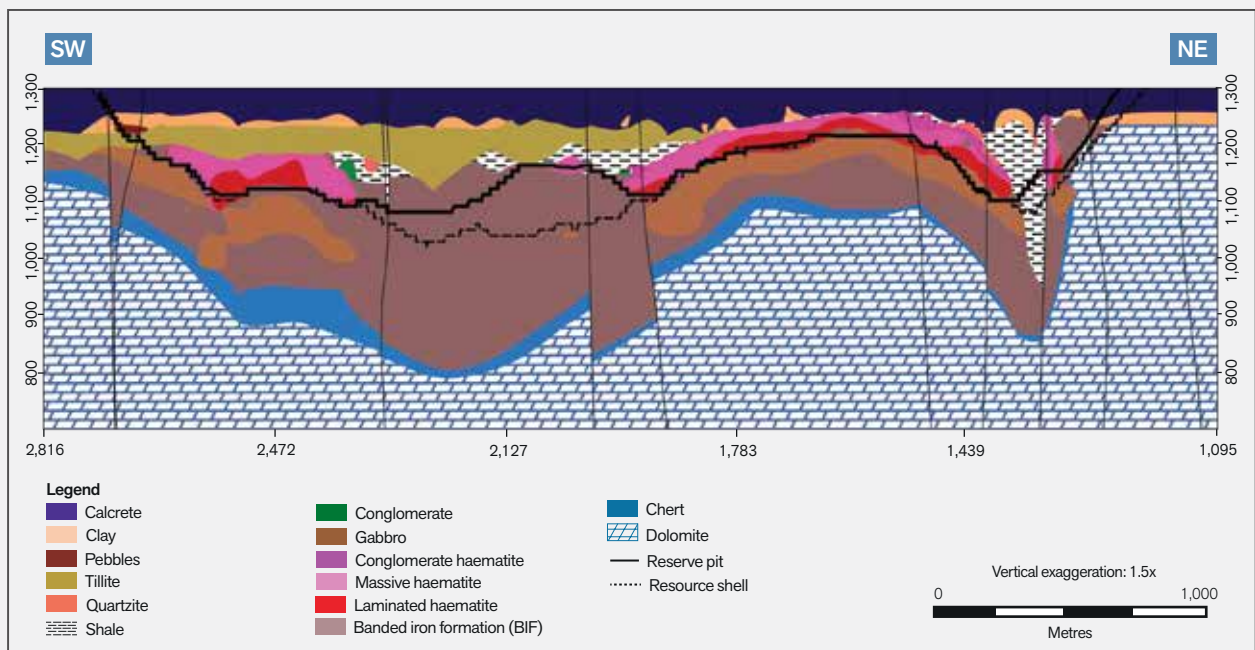 SW
NE
1,300
1,200
1,100
1,000
900
800
1,300
1,200
1,100
1,000
900
800
2,816
2,472
2,127
1,783
1,439
1,095
Legend
Calcrete
Clay
Pebbles
Tillite
Quartzite
Shale
Conglomerate
Gabbro
Conglomerate haematite
Massive haematite
Laminated haematite
Banded iron formation (BIF)
Chert
Dolomite
Reserve pit
Resource shell
Vertical exaggeration: 1.5x
0 1,000
Metres